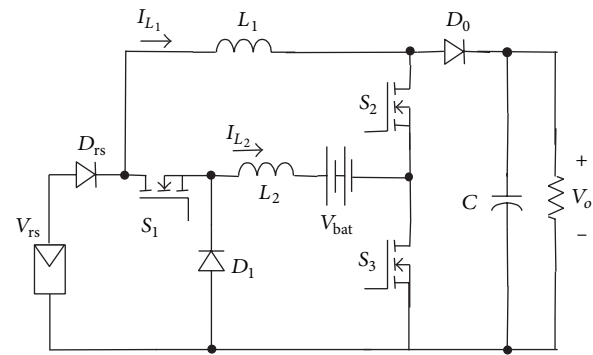 I_{L_1}
L_1
D_0
S_2
D_{rs}
I_{L_2}
+
V_{rs}
S_1
L_2
V_{bat}
C
V_o
D_1
S_3
−